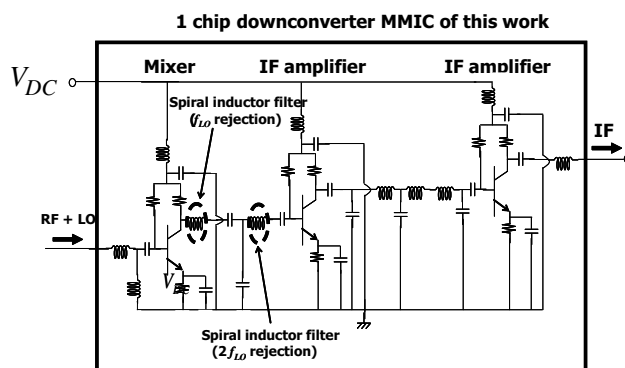 1 chip downconverter MMIC of this work
V_DC
Mixer
IF amplifier
IF amplifier
Spiral inductor filter
(f_LO rejection)
IF
RF + LO
Spiral inductor filter
(2f_LO rejection)